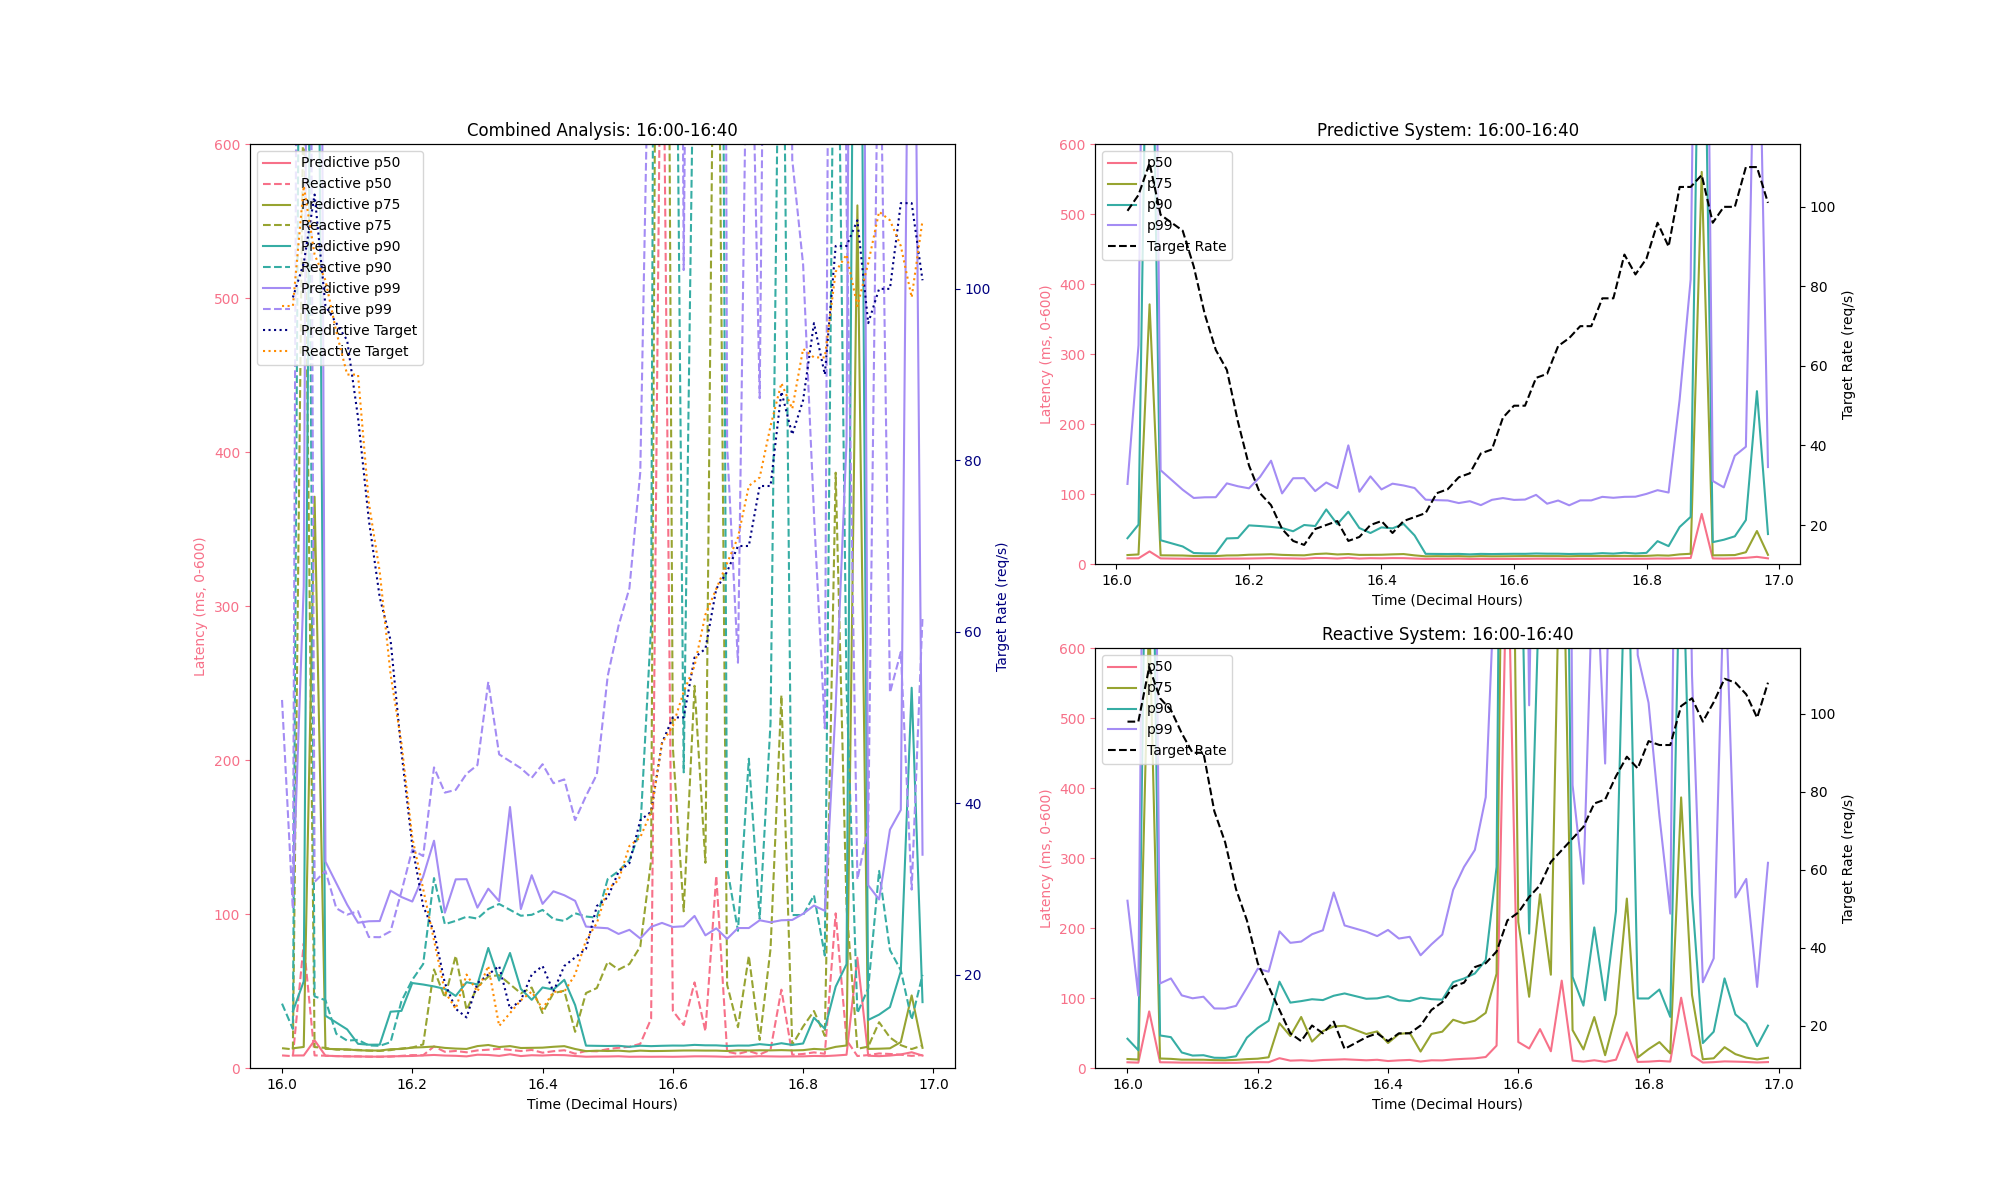 Combined Analysis: 16:00-16:40
600
500
400
300
200
100
0
Latency (ms, 0-600)
Predictive p50
Reactive p50
Predictive p75
Reactive p75
Predictive p90
Reactive p90
Predictive p99
Reactive p99
Predictive Target
Reactive Target
100
80
60
40
20
Target Rate (req/s)
16.0 16.2 16.4 16.6 16.8 17.0
Time (Decimal Hours)
Predictive System: 16:00-16:40
600
500
400
300
200
100
0
Latency (ms, 0-600)
p50
p75
p90
p99
Target Rate
100
80
60
40
20
Target Rate (req/s)
16.0 16.2 16.4 16.6 16.8 17.0
Time (Decimal Hours)
Reactive System: 16:00-16:40
600
500
400
300
200
100
0
Latency (ms, 0-600)
p50
p75
p90
p99
Target Rate
100
80
60
40
20
Target Rate (req/s)
16.0 16.2 16.4 16.6 16.8 17.0
Time (Decimal Hours)